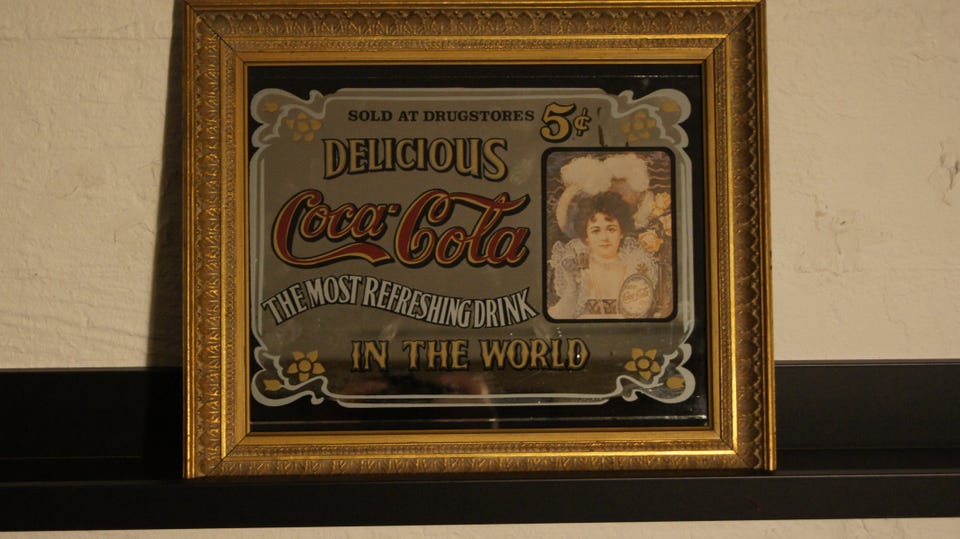 SOLD AT DRUGSTORES 5¢
DELICIOUS
Coca-Cola
THE MOST REFRESHING DRINK
IN THE WORLD